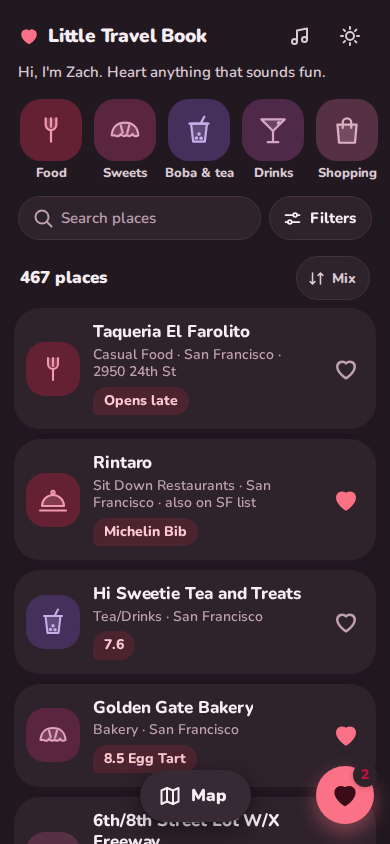 Little Travel Book
Hi, I'm Zach. Heart anything that sounds fun.
Food
Sweets
Boba & tea
Drinks
Shopping
Search places
Filters
467 places
Mix
Taqueria El Farolito
Casual Food · San Francisco ·
2950 24th St
Opens late
Rintaro
Sit Down Restaurants · San
Francisco · also on SF list
Michelin Bib
Hi Sweetie Tea and Treats
Tea/Drinks · San Francisco
7.6
Golden Gate Bakery
Bakery · San Francisco
8.5 Egg Tart
2
Map
6th/8th Street Lot W/X
Freeway